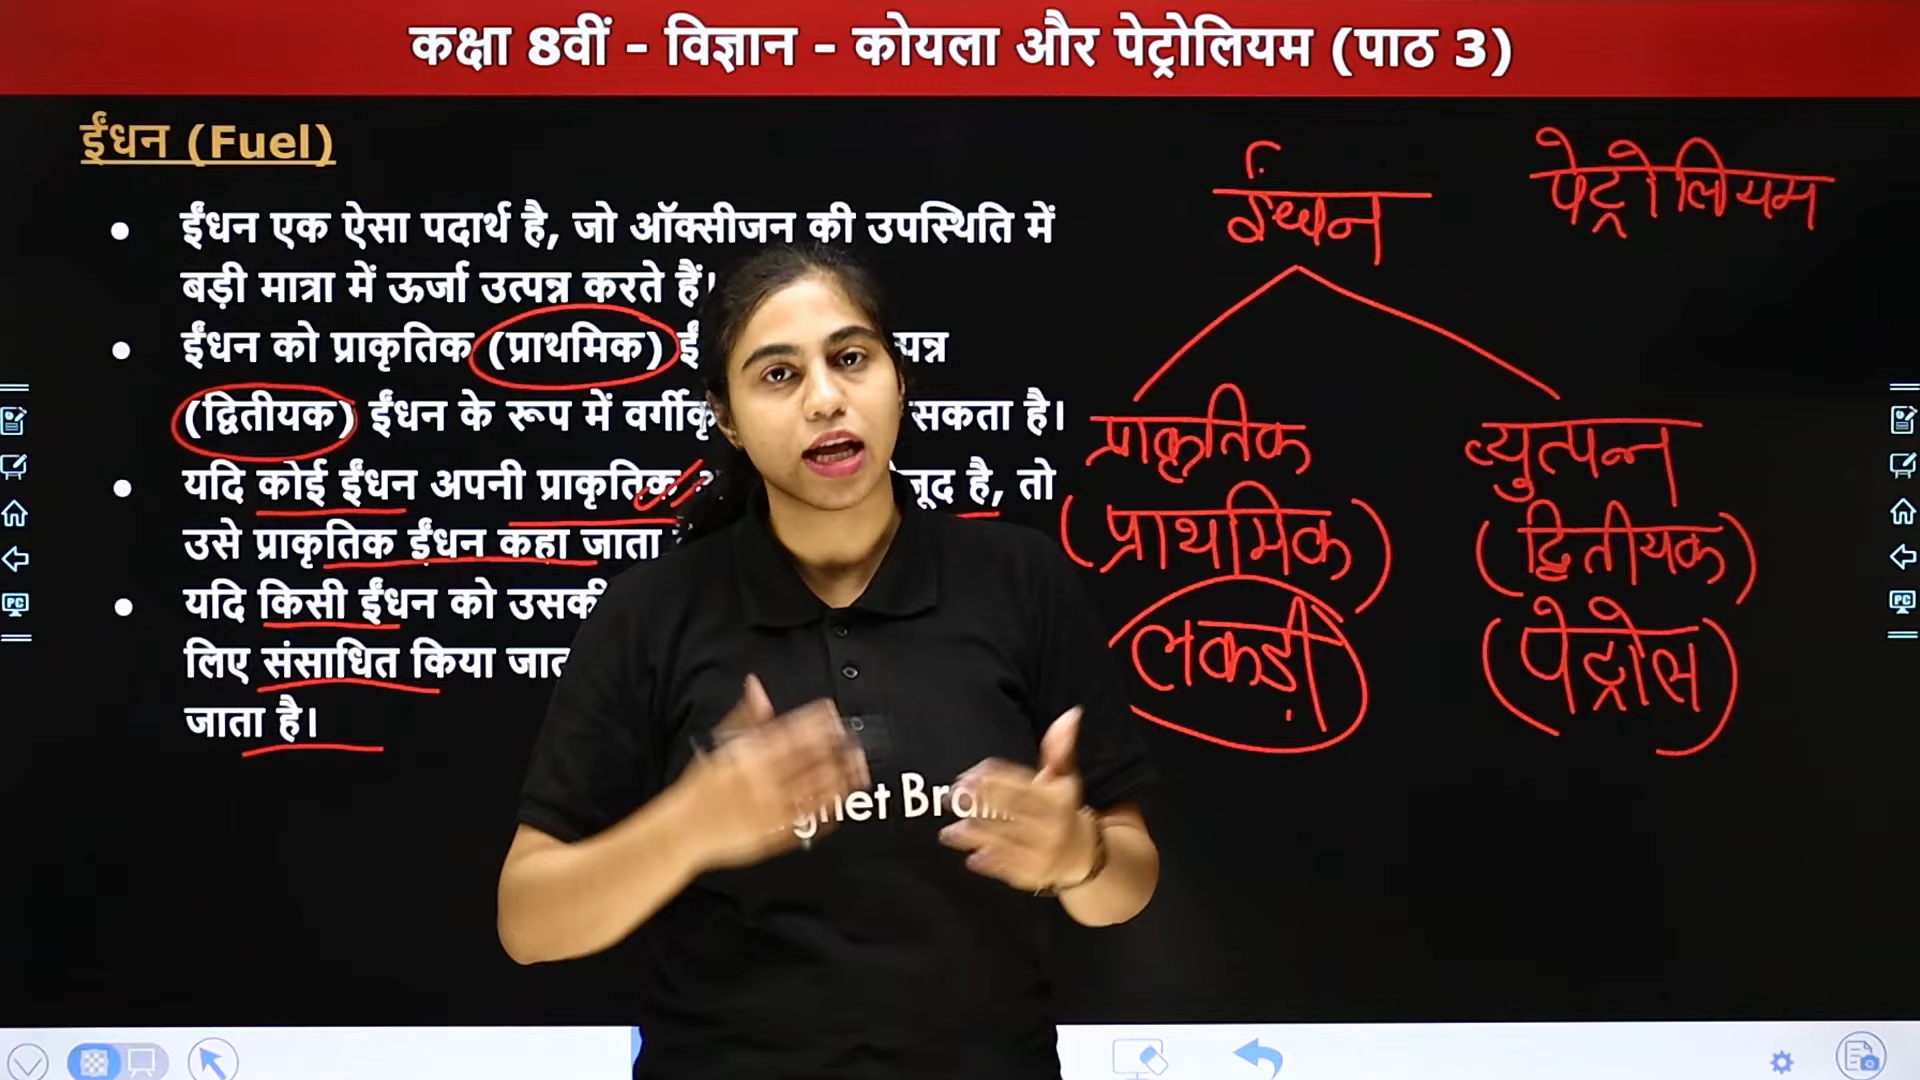 कक्षा 8वीं - विज्ञान - कोयला और पेट्रोलियम (पाठ 3)
ईंधन (Fuel)
ईंधन एक ऐसा पदार्थ है, जो ऑक्सीजन की उपस्थिति में
बड़ी मात्रा में ऊर्जा उत्पन्न करते हैं।
ईंधन को प्राकृतिक (प्राथमिक)
(द्वितीयक) ईंधन के रूप में सकता है।
यदि कोई ईंधन अपनी प्राकृतिक है, तो
उसे प्राकृतिक ईंधन कहा जाता
यदि किसी ईंधन को
लिए संसाधित किया
जाता है।
ईंधन
पेट्रोलियम
प्राकृतिक
(प्राथमिक)
लकड़ी
व्युत्पन्न
(द्वितीयक)
(पेट्रोल)
PC
PC